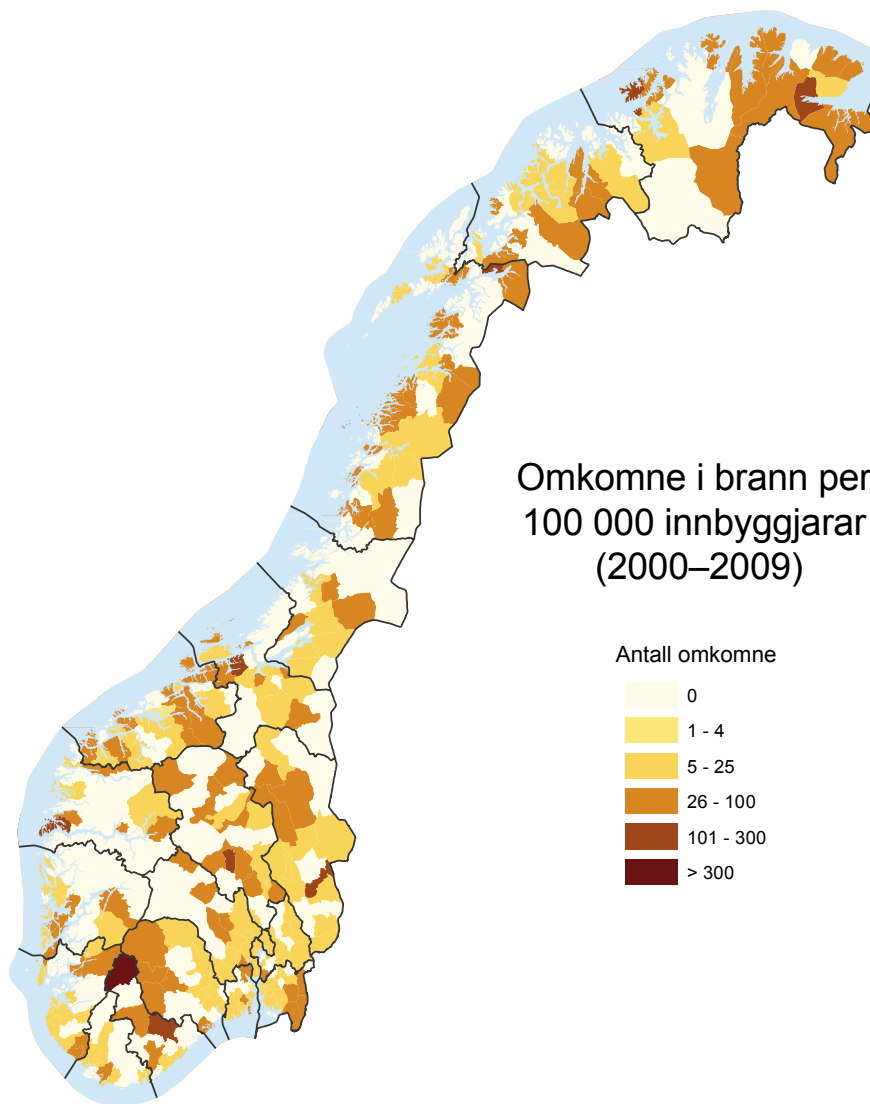 Omkomne i brann per
100 000 innbyggjarar
(2000–2009)
Antall omkomne
0
1 - 4
5 - 25
26 - 100
101 - 300
> 300